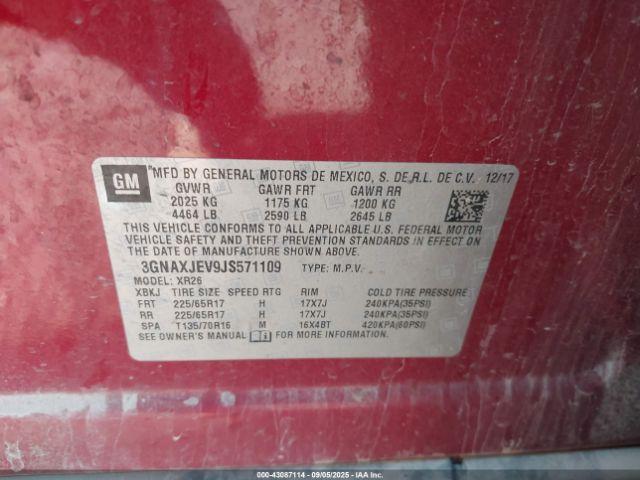 GM
MFD BY GENERAL MOTORS DE MEXICO, S. DE R.L. DE C.V. 12/17
GVWR GAWR FRT GAWR RR
2025 KG 1175 KG 1200 KG
4464 LB 2590 LB 2645 LB
THIS VEHICLE CONFORMS TO ALL APPLICABLE U.S. FEDERAL MOTOR
VEHICLE SAFETY AND THEFT PREVENTION STANDARDS IN EFFECT ON THE
DATE OF MANUFACTURE SHOWN ABOVE.
3GNAXJEV9JS571109 TYPE: M.P.V.
MODEL: XR26
XBKJ TIRE SIZE SPEED RTG RIM COLD TIRE PRESSURE
FRT 225/65R17 H 17X7J 240KPA(35PSI)
RR 225/65R17 H 17X7J 240KPA(35PSI)
SPA T135/70R16 M 16X4BT 420KPA(60PSI)
SEE OWNER'S MANUAL FOR MORE INFORMATION.
000-43087114 - 09/05/2025 - IAAI.COM